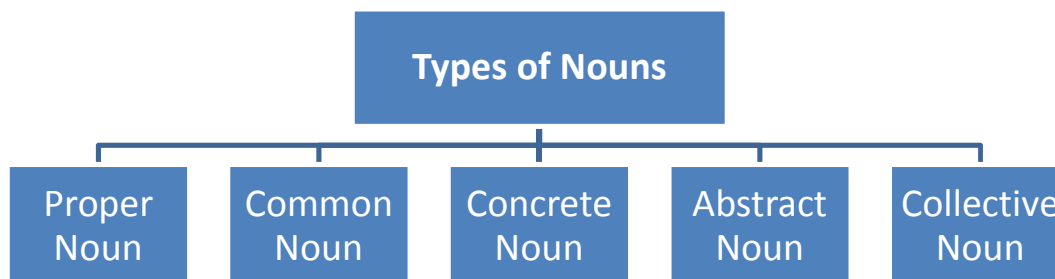 Types of Nouns
Proper
Noun
Common
Noun
Concrete
Noun
Abstract
Noun
Collective
Noun